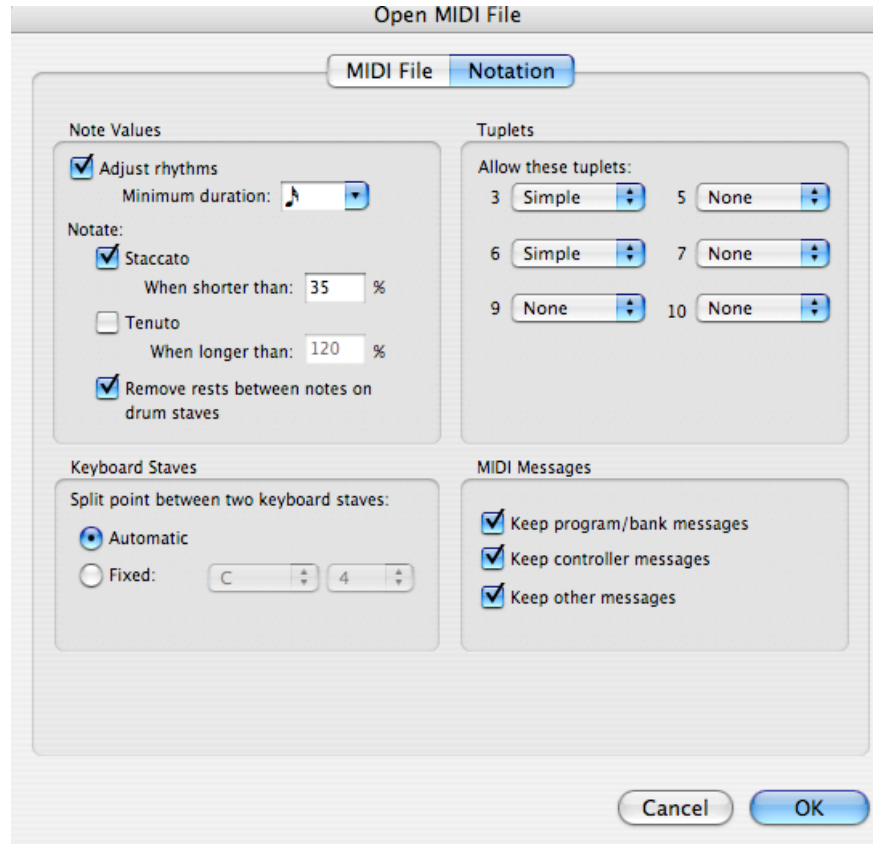 Open MIDI File
MIDI File Notation
Note Values
Adjust rhythms
Minimum duration:
Notate:
Staccato
When shorter than: 35 %
Tenuto
When longer than: 120 %
Remove rests between notes on
drum staves
Tuplets
Allow these tuplets:
3 Simple 5 None
6 Simple 7 None
9 None 10 None
Keyboard Staves
Split point between two keyboard staves:
Automatic
Fixed: C 4
MIDI Messages
Keep program/bank messages
Keep controller messages
Keep other messages
Cancel OK